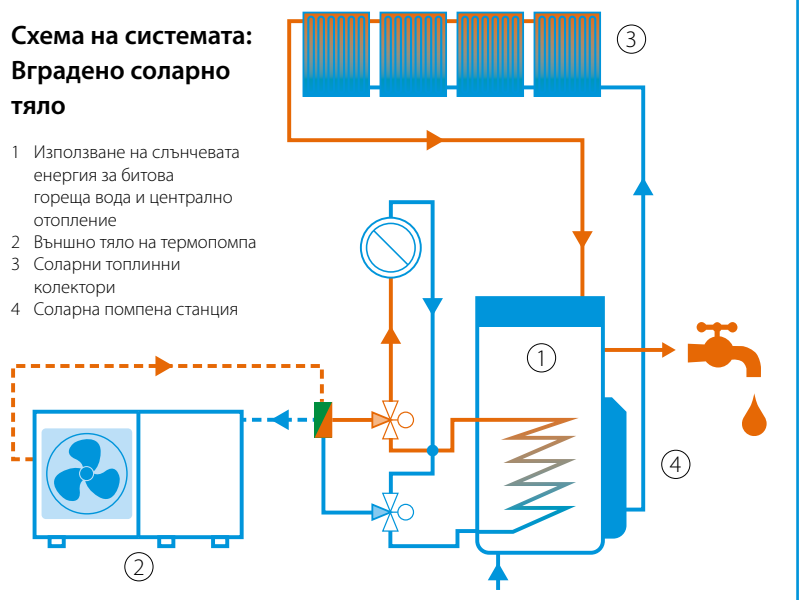 Схема на системата:
Вградено соларно
тяло
1 Използване на слънчевата
енергия за битова
гореща вода и централно
отопление
2 Външно тяло на термопомпа
3 Соларни топлинни
колектори
4 Соларна помпена станция
3
1
4
2